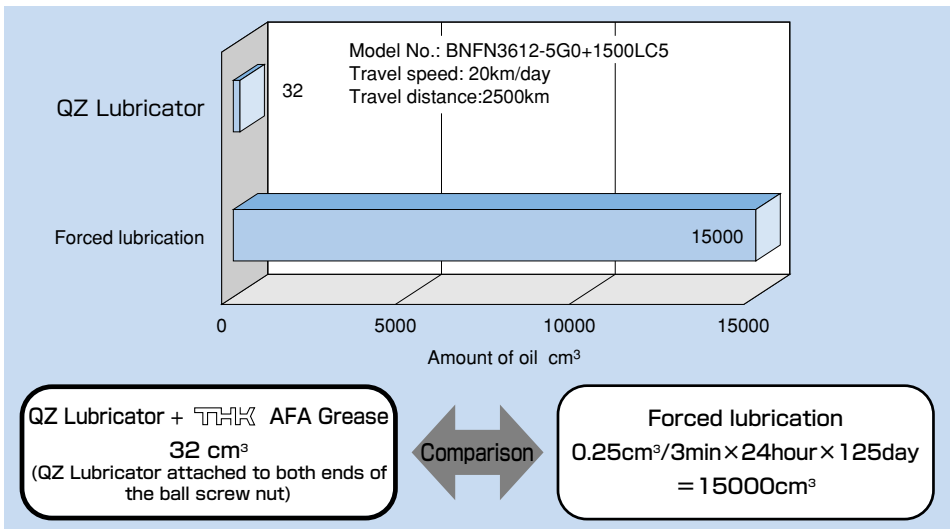 Model No.: BNFN3612-5G0+1500LC5
Travel speed: 20km/day
Travel distance:2500km
QZ Lubricator
32
Forced lubrication
15000
0
5000
10000
15000
Amount of oil cm³
QZ Lubricator + THK AFA Grease
32 cm³
(QZ Lubricator attached to both ends of
the ball screw nut)
Comparison
Forced lubrication
0.25cm³/3min×24hour×125day
=15000cm³